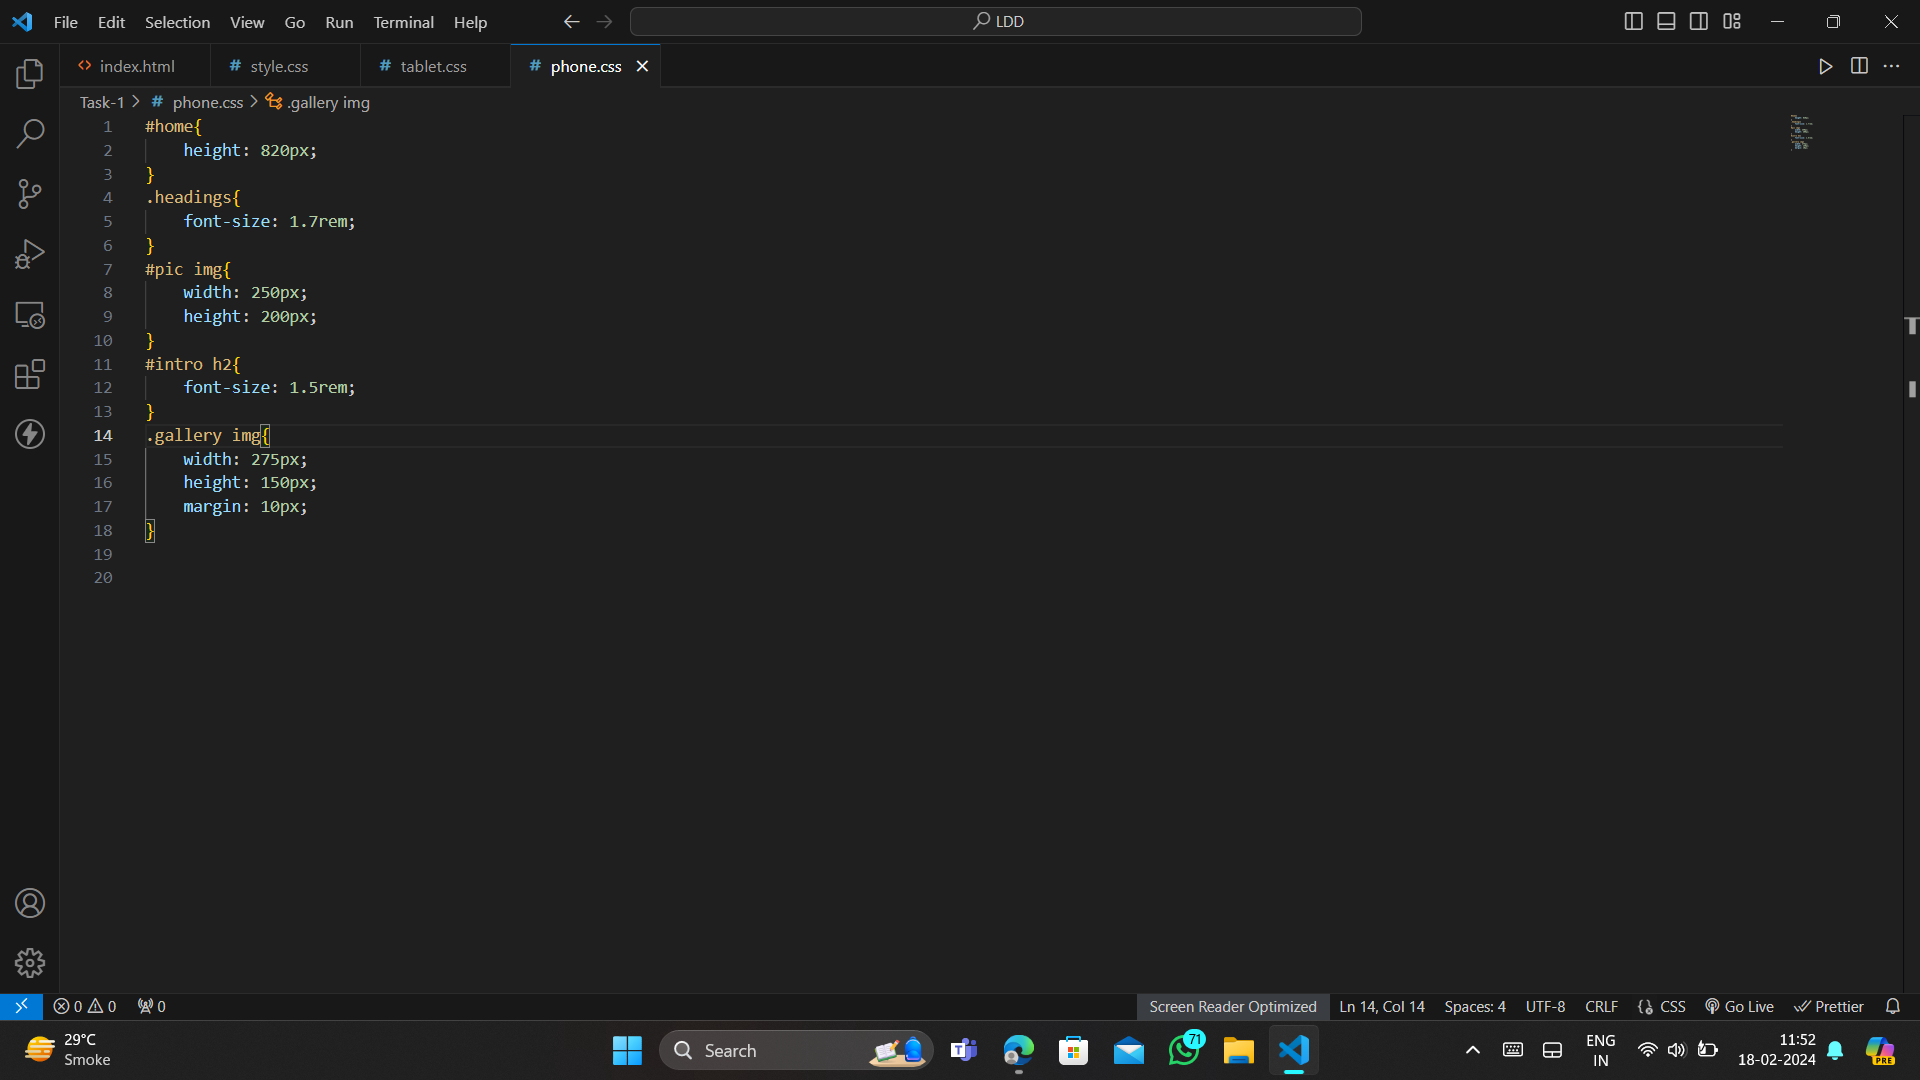 File Edit Selection View Go Run Terminal Help LDD
index.html style.css tablet.css phone.css
Task-1 > # phone.css > .gallery img
1 #home{
2     height: 820px;
3 }
4 .headings{
5     font-size: 1.7rem;
6 }
7 #pic img{
8     width: 250px;
9     height: 200px;
10 }
11 #intro h2{
12     font-size: 1.5rem;
13 }
14 .gallery img{
15     width: 275px;
16     height: 150px;
17     margin: 10px;
18 }
19
20
0 0 0 Screen Reader Optimized Ln 14, Col 14 Spaces: 4 UTF-8 CRLF {} CSS Go Live Prettier
29°C
Smoke
Search
71
ENG
IN
11:52
18-02-2024
PRE